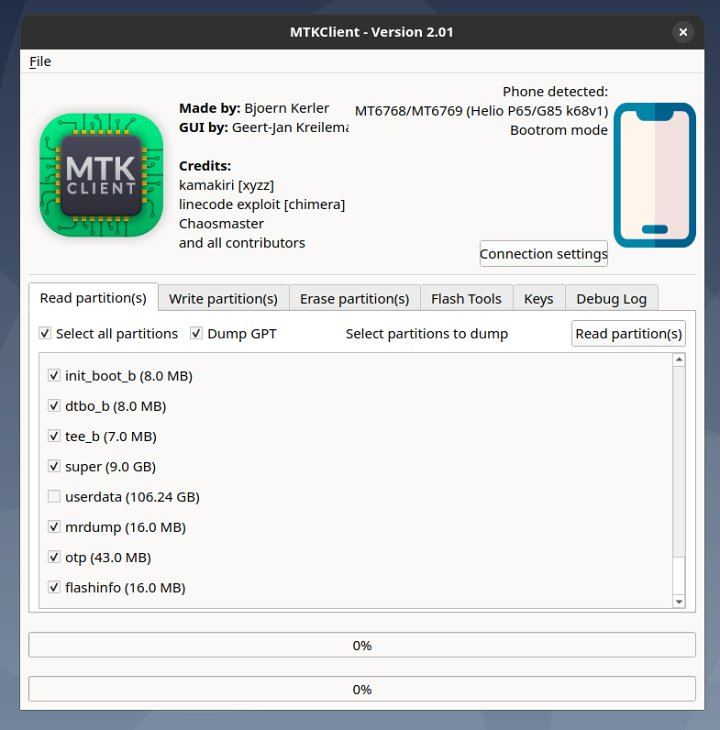 MTKClient - Version 2.01
File
MTK
CLIENT
Made by: Bjoern Kerler
GUI by: Geert-Jan Kreilema
Credits:
kamakiri [xyzz]
linecode exploit [chimera]
Chaosmaster
and all contributors
Phone detected:
MT6768/MT6769 (Helio P65/G85 k68v1)
Bootrom mode
Connection settings
Read partition(s) Write partition(s) Erase partition(s) Flash Tools Keys Debug Log
Select all partitions Dump GPT Select partitions to dump Read partition(s)
init_boot_b (8.0 MB)
dtbo_b (8.0 MB)
tee_b (7.0 MB)
super (9.0 GB)
userdata (106.24 GB)
mrdump (16.0 MB)
otp (43.0 MB)
flashinfo (16.0 MB)
0%
0%